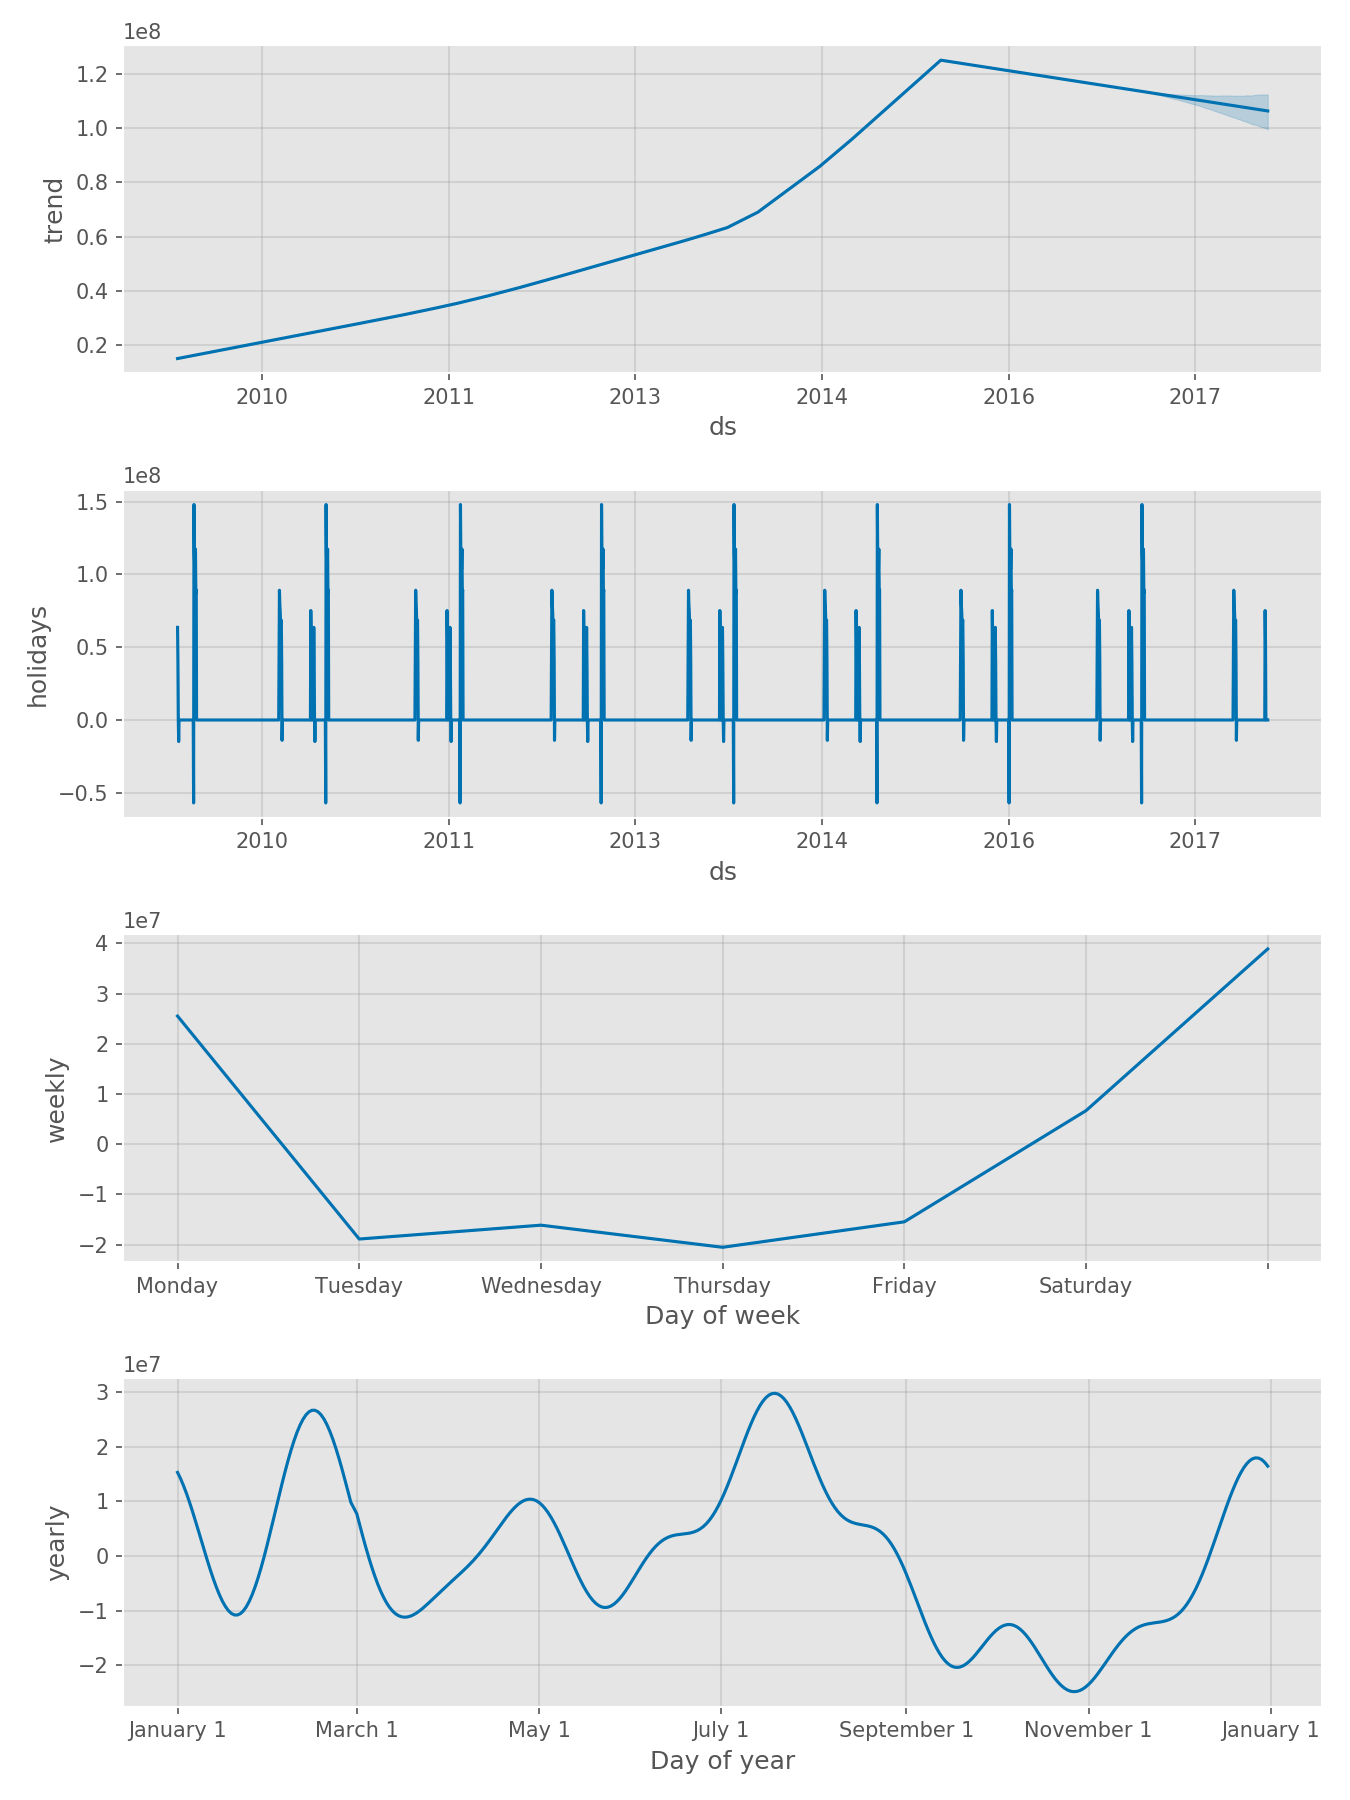 1e8
1.2
1.0
0.8
0.6
0.4
0.2
trend
2010 2011 2013 2014 2016 2017
ds
1e8
1.5
1.0
0.5
0.0
−0.5
holidays
2010 2011 2013 2014 2016 2017
ds
1e7
4
3
2
1
0
−1
−2
weekly
Monday Tuesday Wednesday Thursday Friday Saturday
Day of week
1e7
3
2
1
0
−1
−2
yearly
January 1 March 1 May 1 July 1 September 1 November 1 January 1
Day of year